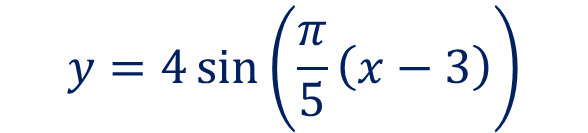 y = 4 sin (π/5 (x − 3))